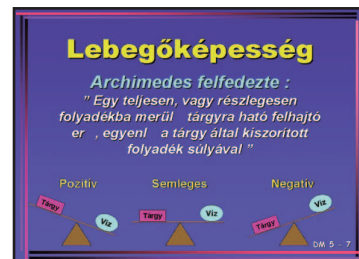 Lebegőképesség
Archimedes felfedezte :
" Egy teljesen, vagy részlegesen
folyadékba merül tárgyra ható felhajtó
er , egyenl a tárgy által kiszorított
folyadék súlyával "
Pozitív Semleges Negatív
Tárgy Víz Tárgy Víz Tárgy Víz
DM 5 - 7